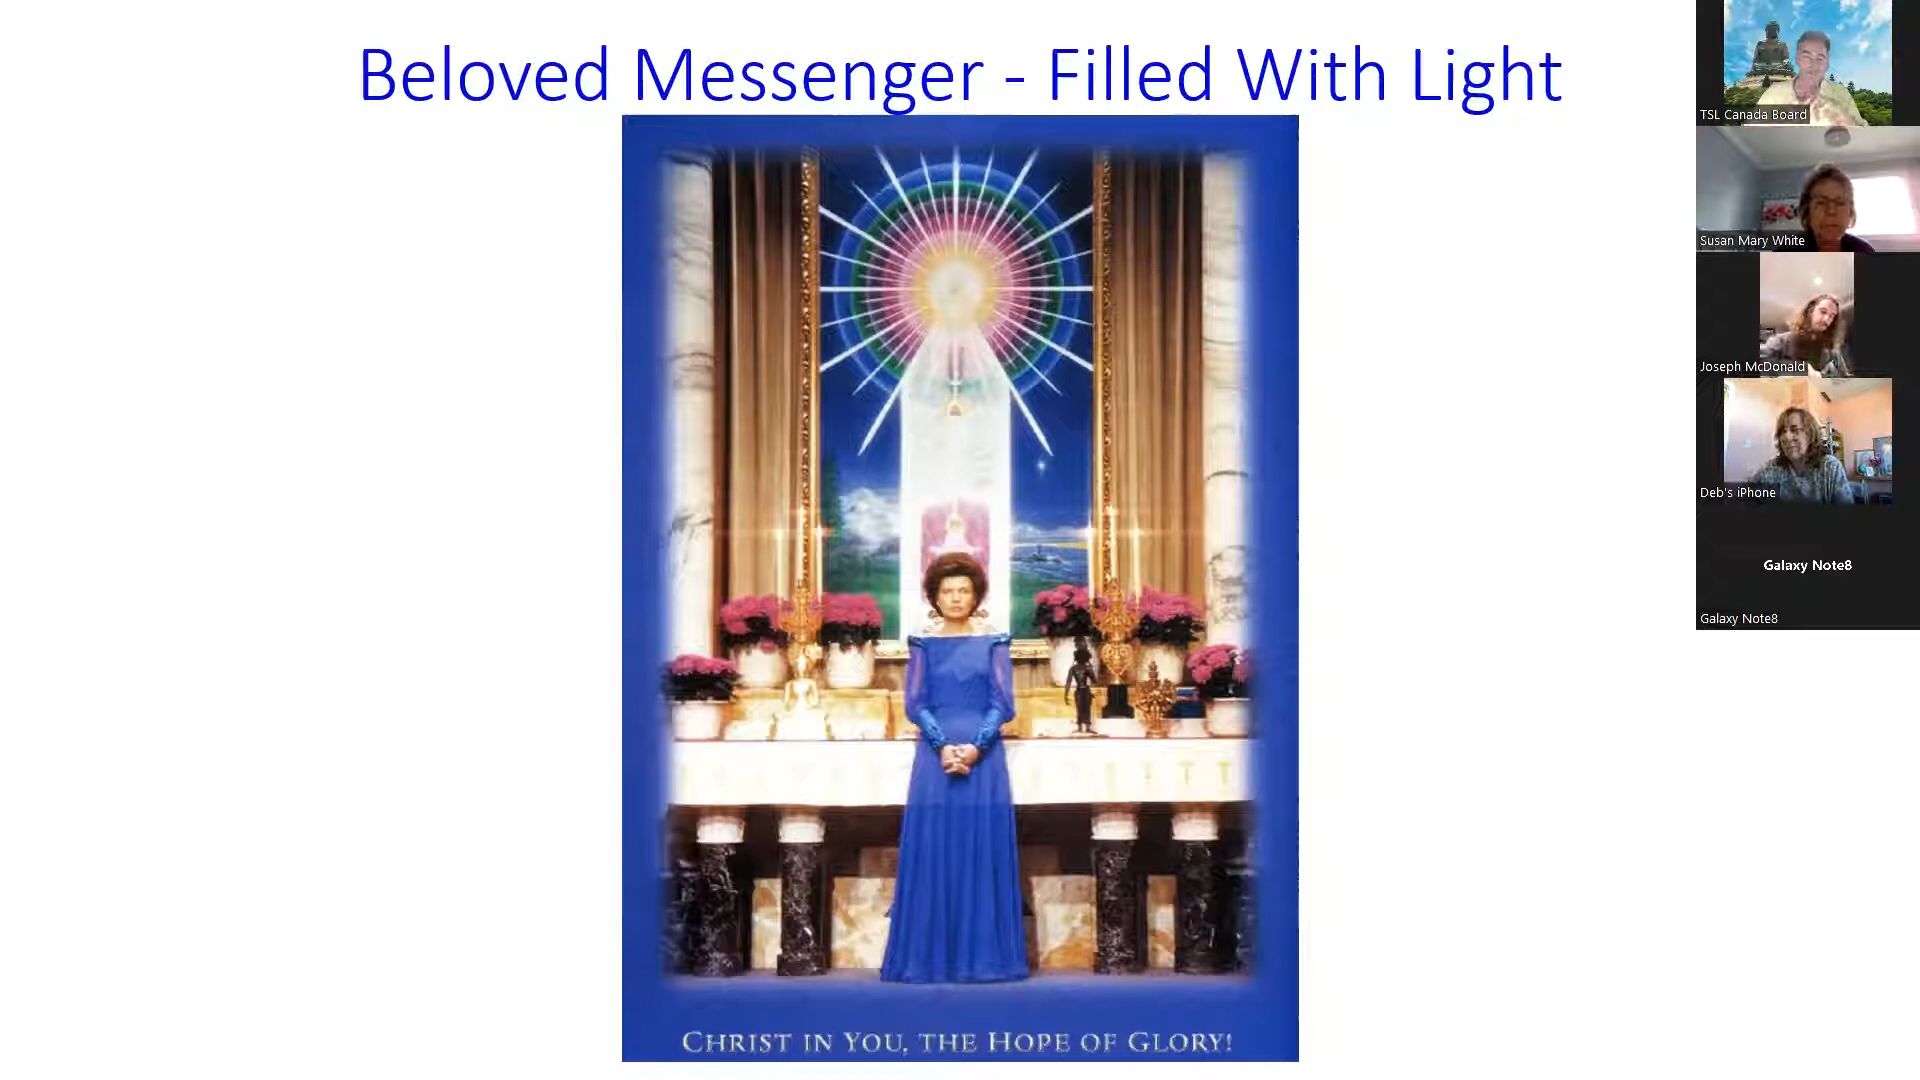 Beloved Messenger - Filled With Light
CHRIST IN YOU, THE HOPE OF GLORY!
TSL Canada Board
Susan Mary White
Joseph McDonald
Deb's iPhone
Galaxy Note8
Galaxy Note8